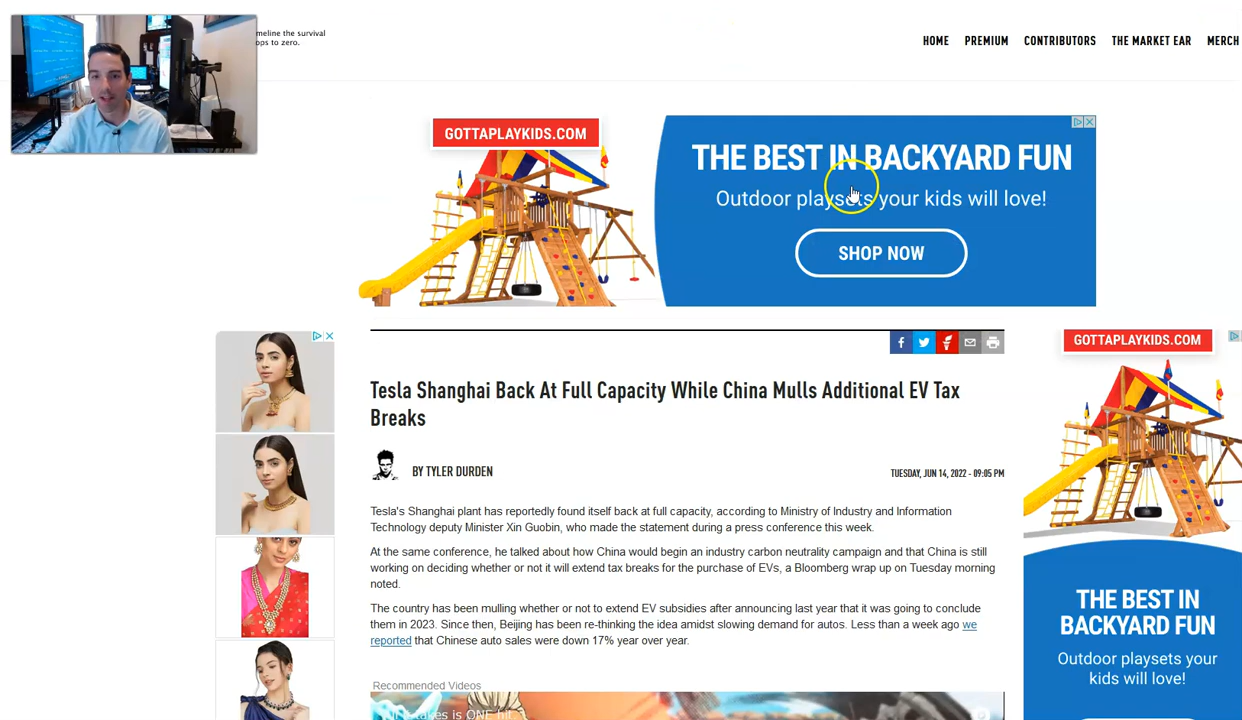 meline the survival
ops to zero.
HOME PREMIUM CONTRIBUTORS THE MARKET EAR MERCH
GOTTAPLAYKIDS.COM
THE BEST IN BACKYARD FUN
Outdoor playsets your kids will love!
SHOP NOW
GOTTAPLAYKIDS.COM
Tesla Shanghai Back At Full Capacity While China Mulls Additional EV Tax
Breaks
BY TYLER DURDEN
TUESDAY, JUN 14, 2022 - 09:05 PM
Tesla's Shanghai plant has reportedly found itself back at full capacity, according to Ministry of Industry and Information
Technology deputy Minister Xin Guobin, who made the statement during a press conference this week.
At the same conference, he talked about how China would begin an industry carbon neutrality campaign and that China is still
working on deciding whether or not it will extend tax breaks for the purchase of EVs, a Bloomberg wrap up on Tuesday morning
noted.
The country has been mulling whether or not to extend EV subsidies after announcing last year that it was going to conclude
them in 2023. Since then, Beijing has been re-thinking the idea amidst slowing demand for autos. Less than a week ago we
reported that Chinese auto sales were down 17% year over year.
Recommended Videos
takes is ONE hit
THE BEST IN
BACKYARD FUN
Outdoor playsets your
kids will love!